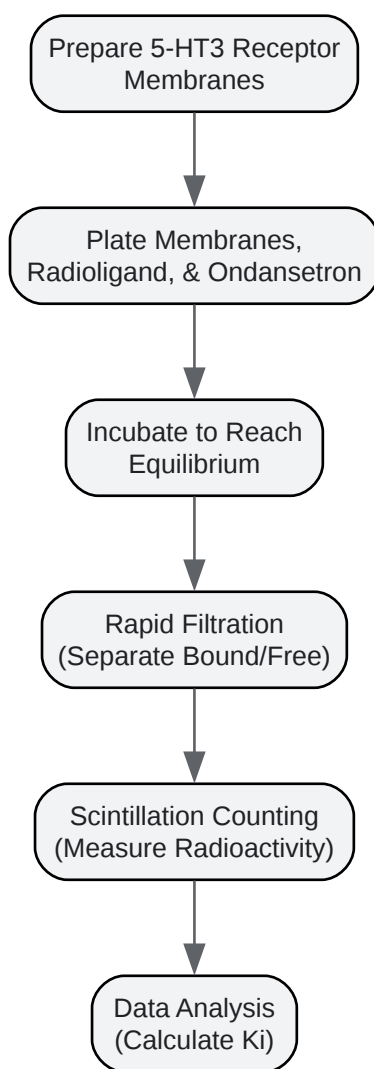 Prepare 5-HT3 Receptor
Membranes
Plate Membranes,
Radioligand, & Ondansetron
Incubate to Reach
Equilibrium
Rapid Filtration
(Separate Bound/Free)
Scintillation Counting
(Measure Radioactivity)
Data Analysis
(Calculate Ki)